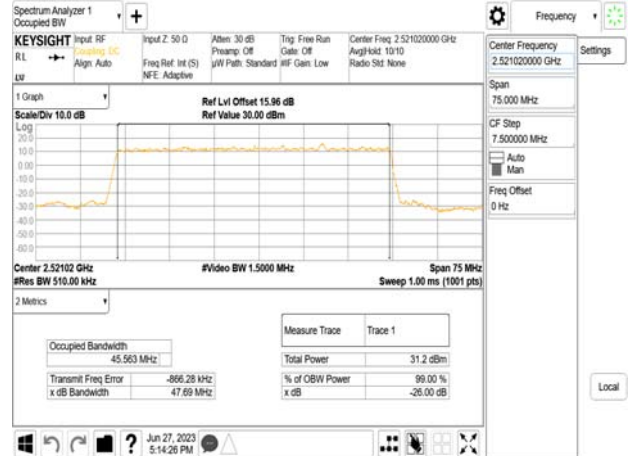 Spectrum Analyzer 1
Occupied BW
Frequency
KEYSIGHT
Input: RF
Input Z: 50 Ω
Atten: 30 dB
Trig: Free Run
Center Freq: 2.521020000 GHz
RL
Coupling: DC
Preamp: Off
Gate: Off
Avg|Hold: 10/10
Align: Auto
Freq Ref: Int (S)
µW Path: Standard
#IF Gain: Low
Radio Std: None
NFE: Adaptive
Center Frequency
2.521020000 GHz
Settings
Span
75.000 MHz
CF Step
7.500000 MHz
Auto
Man
Freq Offset
0 Hz
1 Graph
Ref Lvl Offset 15.96 dB
Scale/Div 10.0 dB
Ref Value 30.00 dBm
Log
20.0
10.0
0.00
-10.0
-20.0
-30.0
-40.0
-50.0
-60.0
Center 2.52102 GHz
#Video BW 1.5000 MHz
Span 75 MHz
#Res BW 510.00 kHz
Sweep 1.00 ms (1001 pts)
2 Metrics
Measure Trace
Trace 1
Occupied Bandwidth
45.563 MHz
Total Power
31.2 dBm
Transmit Freq Error
-866.28 kHz
% of OBW Power
99.00 %
x dB Bandwidth
47.69 MHz
x dB
-26.00 dB
Local
?
Jun 27, 2023
5:14:26 PM